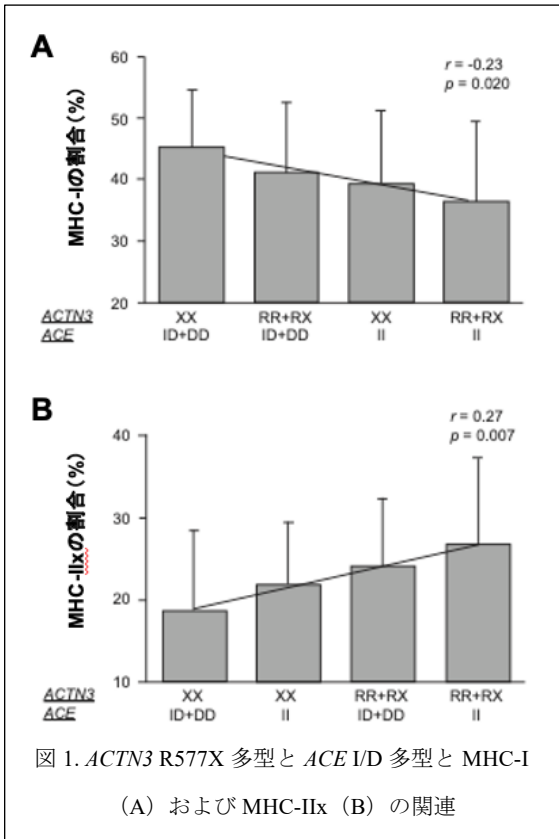 A
60
50
40
30
20
MHC-Iの割合(%)
r = -0.23
p = 0.020
ACTN3 XX RR+RX XX RR+RX
ACE ID+DD ID+DD II II
B
40
30
20
10
MHC-IIxの割合(%)
r = 0.27
p = 0.007
ACTN3 XX XX RR+RX RR+RX
ACE ID+DD II ID+DD II
図 1. ACTN3 R577X 多型と ACE I/D 多型と MHC-I
（A）および MHC-IIx（B）の関連